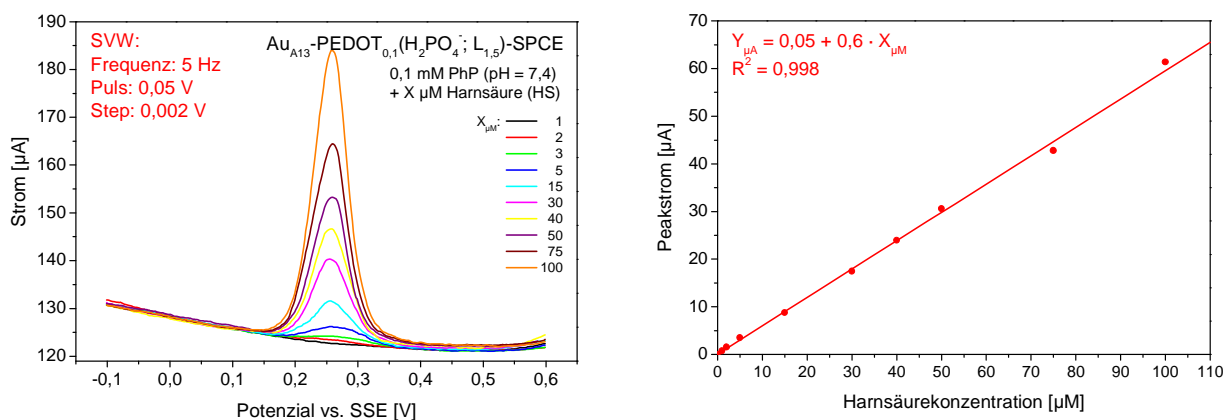 SVW:
Frequenz: 5 Hz
Puls: 0,05 V
Step: 0,002 V
Au_A13-PEDOT_0,1(H_2PO_4^-; L_1,5)-SPCE
0,1 mM PhP (pH = 7,4)
+ X µM Harnsäure (HS)
X_µM: 1
2
3
5
15
30
40
50
75
100
Strom [µA]
190
180
170
160
150
140
130
120
-0,1 0,0 0,1 0,2 0,3 0,4 0,5 0,6
Potenzial vs. SSE [V]
Y_µA = 0,05 + 0,6 · X_µM
R² = 0,998
Peakstrom [µA]
70
60
50
40
30
20
10
0
0 10 20 30 40 50 60 70 80 90 100 110
Harnsäurekonzentration [µM]